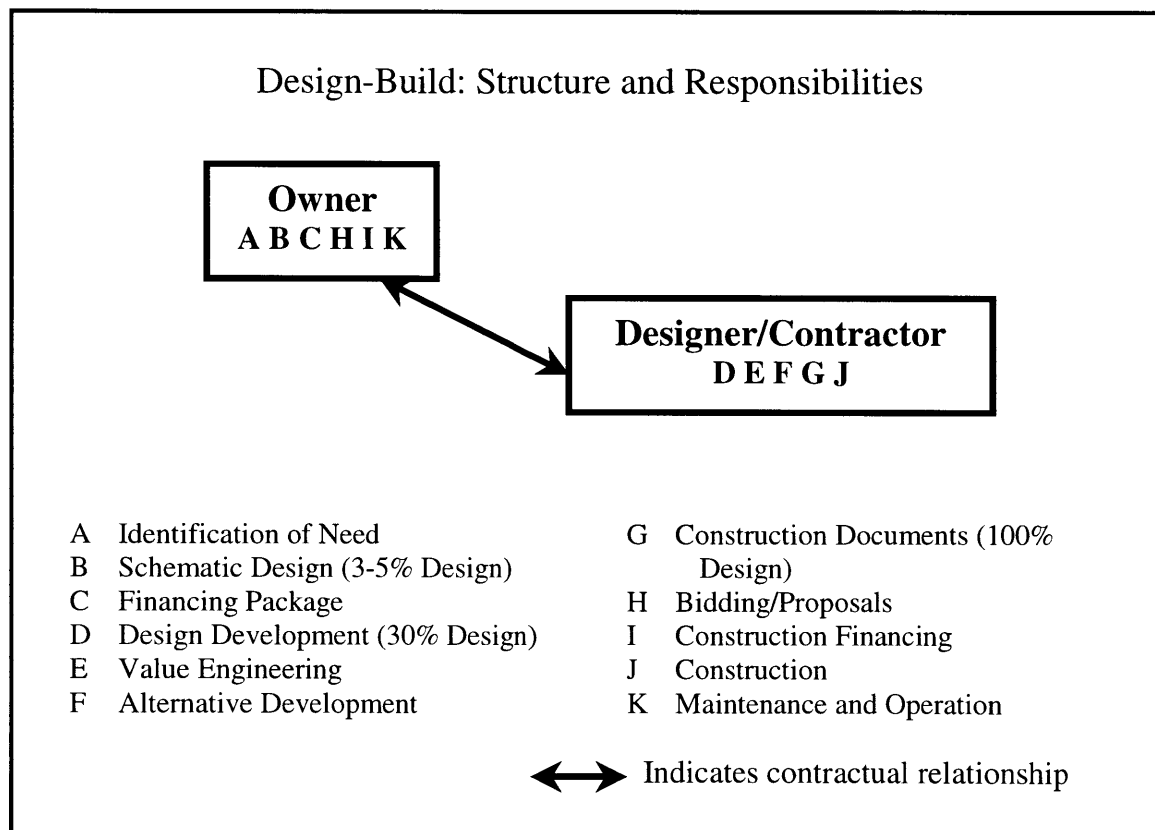 Design-Build: Structure and Responsibilities
Owner
A B C H I K
Designer/Contractor
D E F G J
A Identification of Need
B Schematic Design (3-5% Design)
C Financing Package
D Design Development (30% Design)
E Value Engineering
F Alternative Development
G Construction Documents (100%
Design)
H Bidding/Proposals
I Construction Financing
J Construction
K Maintenance and Operation
Indicates contractual relationship